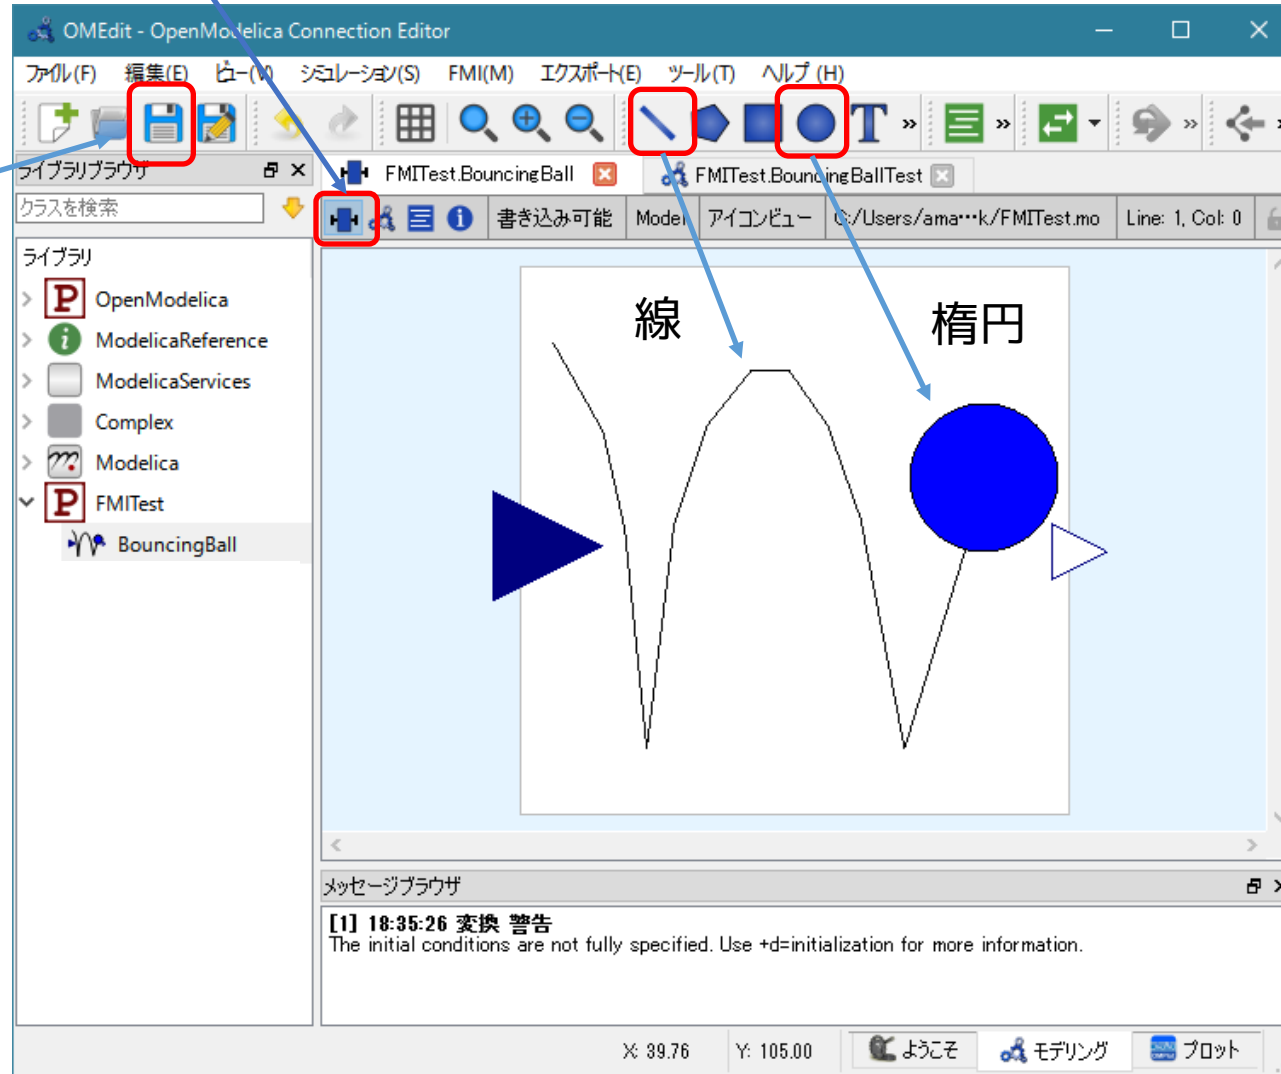 OMEdit - OpenModelica Connection Editor
ファイル(F) 編集(E) ビュー(V) シミュレーション(S) FMI(M) エクスポート(E) ツール(T) ヘルプ (H)
T » » »
ライブラリブラウザ
FMITest.BouncingBall FMITest.BouncingBallTest
クラスを検索
書き込み可能 Model アイコンビュー C:/Users/ama…k/FMITest.mo Line: 1, Col: 0
ライブラリ
P OpenModelica
i ModelicaReference
ModelicaServices
Complex
Modelica
P FMITest
BouncingBall
線 楕円
メッセージブラウザ
[1] 18:35:26 変換 警告
The initial conditions are not fully specified. Use +d=initialization for more information.
X: 39.76 Y: 105.00 ようこそ モデリング プロット